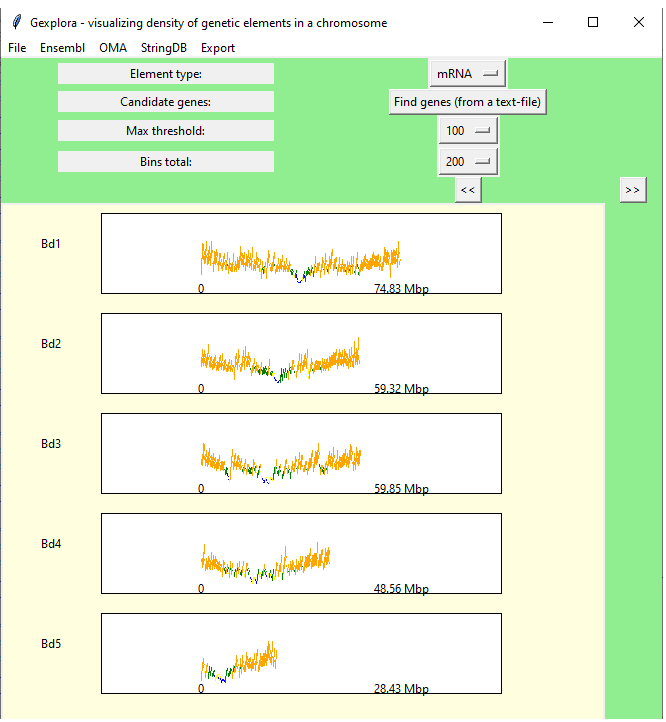 Gexplora - visualizing density of genetic elements in a chromosome
File Ensembl OMA StringDB Export
Element type: mRNA
Candidate genes: Find genes (from a text-file)
Max threshold: 100
Bins total: 200
<< >>
Bd1
0 74.83 Mbp
Bd2
0 59.32 Mbp
Bd3
0 59.85 Mbp
Bd4
0 48.56 Mbp
Bd5
0 28.43 Mbp